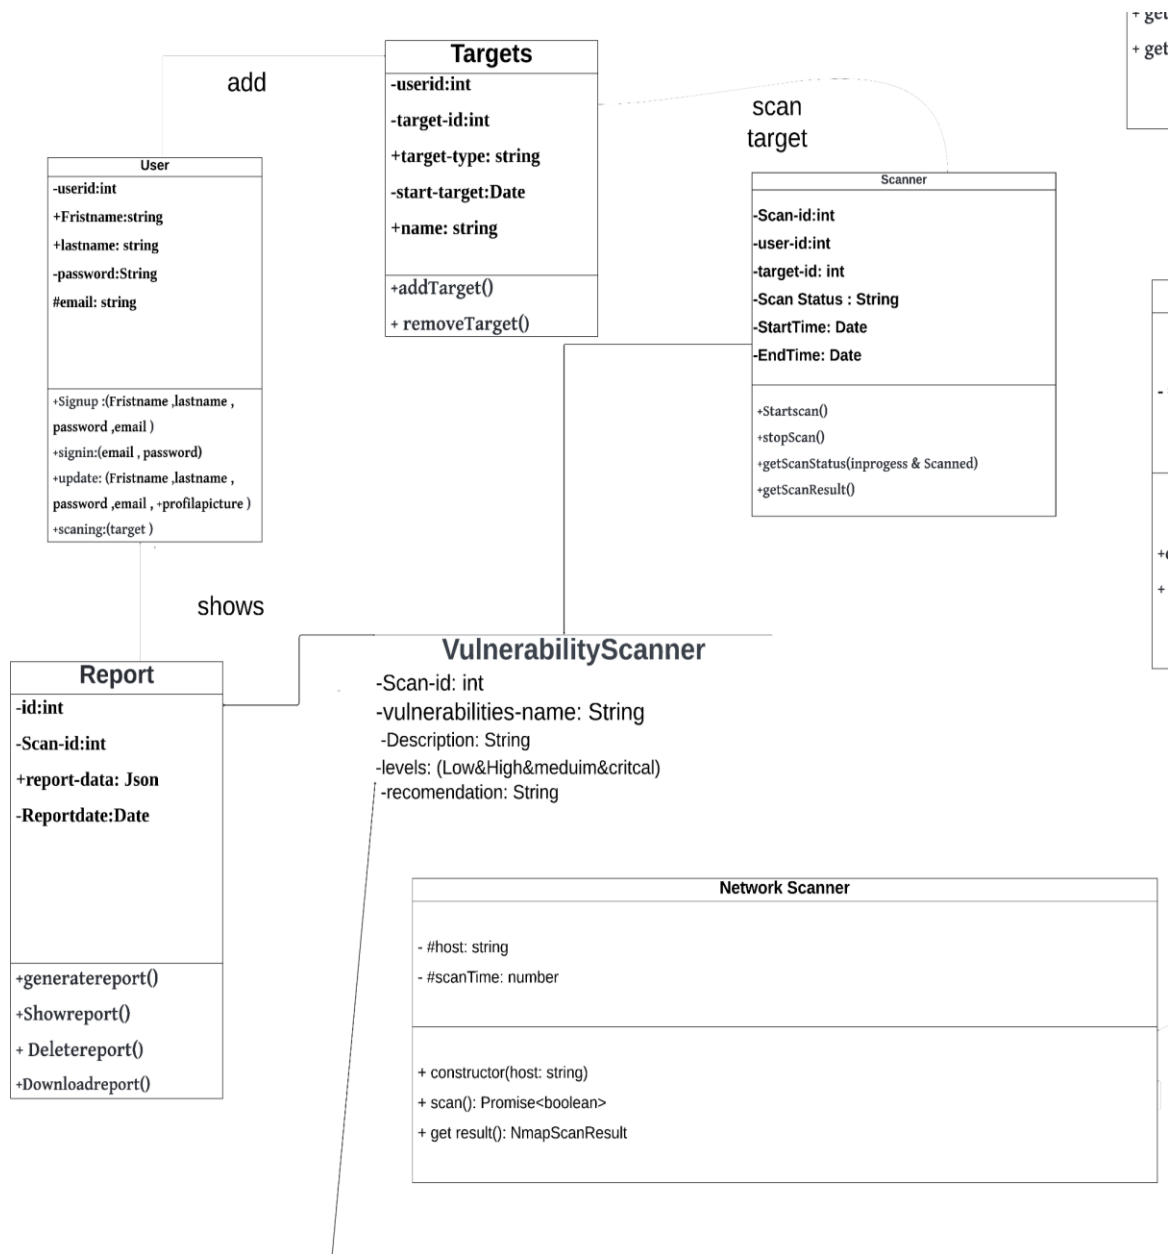 + get
Targets
-userid:int
-target-id:int
+target-type: string
-start-target:Date
+name: string
+addTarget()
+ removeTarget()
add
scan
target
User
-userid:int
+Fristname:string
+lastname: string
-password:String
#email: string
+Signup :(Fristname ,lastname ,
password ,email )
+signin:(email , password)
+update: (Fristname ,lastname ,
password ,email , +profilapicture )
+scaning:(target )
Scanner
-Scan-id:int
-user-id:int
-target-id: int
-Scan Status : String
-StartTime: Date
-EndTime: Date
+Startscan()
+stopScan()
+getScanStatus(inprogess & Scanned)
+getScanResult()
shows
Report
-id:int
-Scan-id:int
+report-data: Json
-Reportdate:Date
+generatereport()
+Showreport()
+ Deletereport()
+Downloadreport()
VulnerabilityScanner
-Scan-id: int
-vulnerabilities-name: String
-Description: String
-levels: (Low&High&meduim&critcal)
-recomendation: String
Network Scanner
- #host: string
- #scanTime: number
+ constructor(host: string)
+ scan(): Promise<boolean>
+ get result(): NmapScanResult